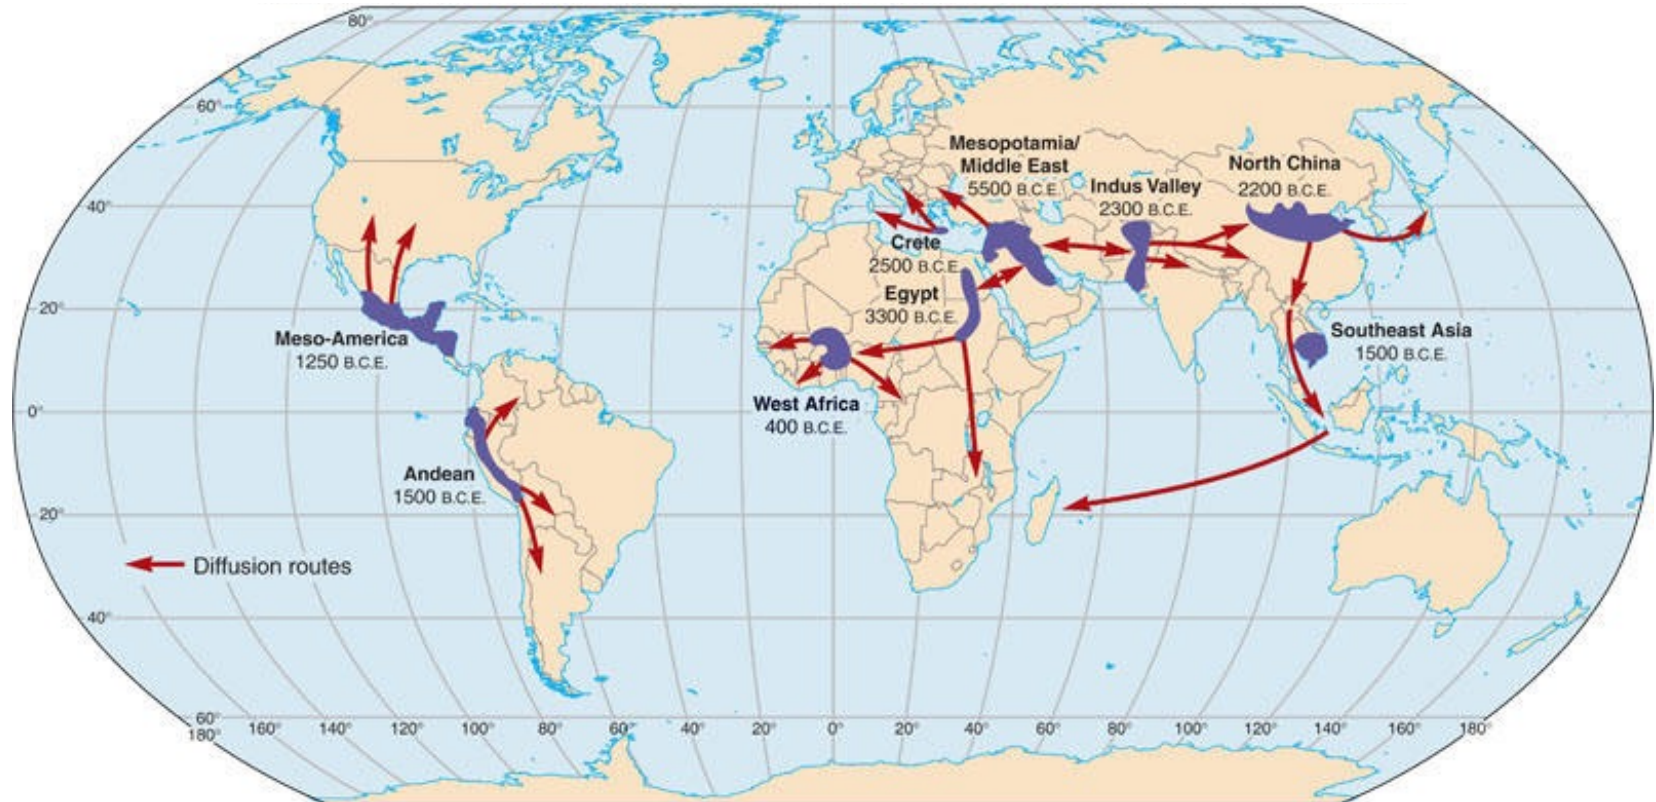 80°
60°
40°
20°
0°
20°
40°
60°
180°
160°
140°
120°
100°
80°
60°
40°
20°
0°
20°
40°
60°
80°
100°
120°
140°
160°
180°
Mesopotamia/
Middle East
5500 B.C.E.
Indus Valley
2300 B.C.E.
North China
2200 B.C.E.
Crete
2500 B.C.E.
Egypt
3300 B.C.E.
Southeast Asia
1500 B.C.E.
Meso-America
1250 B.C.E.
West Africa
400 B.C.E.
Andean
1500 B.C.E.
Diffusion routes